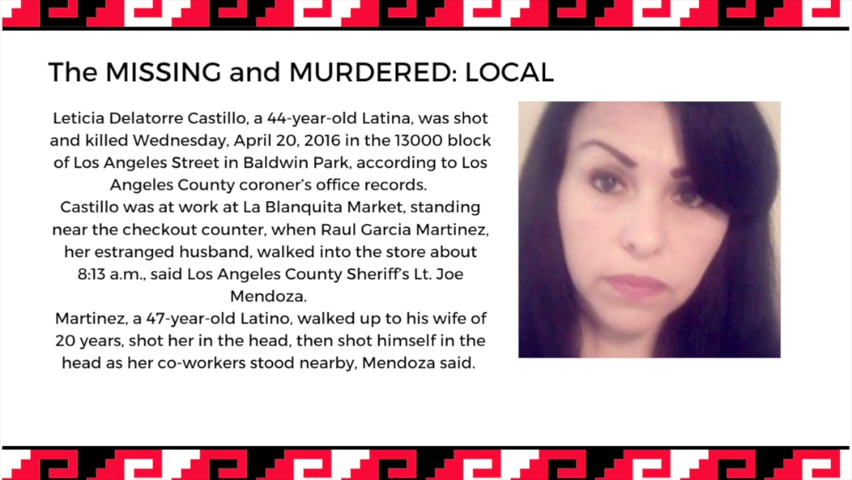 The MISSING and MURDERED: LOCAL
Leticia Delatorre Castillo, a 44-year-old Latina, was shot
and killed Wednesday, April 20, 2016 in the 13000 block
of Los Angeles Street in Baldwin Park, according to Los
Angeles County coroner's office records.
Castillo was at work at La Blanquita Market, standing
near the checkout counter, when Raul Garcia Martinez,
her estranged husband, walked into the store about
8:13 a.m., said Los Angeles County Sheriff's Lt. Joe
Mendoza.
Martinez, a 47-year-old Latino, walked up to his wife of
20 years, shot her in the head, then shot himself in the
head as her co-workers stood nearby, Mendoza said.